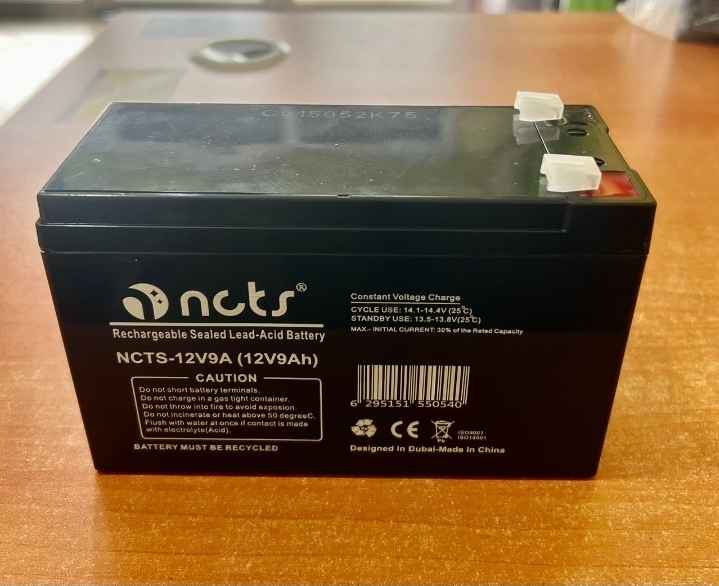 ncts®
Rechargeable Sealed Lead-Acid Battery
NCTS-12V9A (12V9Ah)
CAUTION
Do not short battery terminals.
Do not charge in a gas tight container.
Do not throw into fire to avoid exposion.
Do not incinerate or heat above 50 degreeC.
Flush with water at once if contact is made
with electrolyte(Acid).
BATTERY MUST BE RECYCLED
Constant Voltage Charge
CYCLE USE: 14.1-14.4V (25℃)
STANDBY USE: 13.5-13.8V(25℃)
MAX.- INITIAL CURRENT: 30% of the Rated Capacity
6 295151 550540
CE
Pb
ISO9001
ISO14001
Designed in Dubai-Made in China